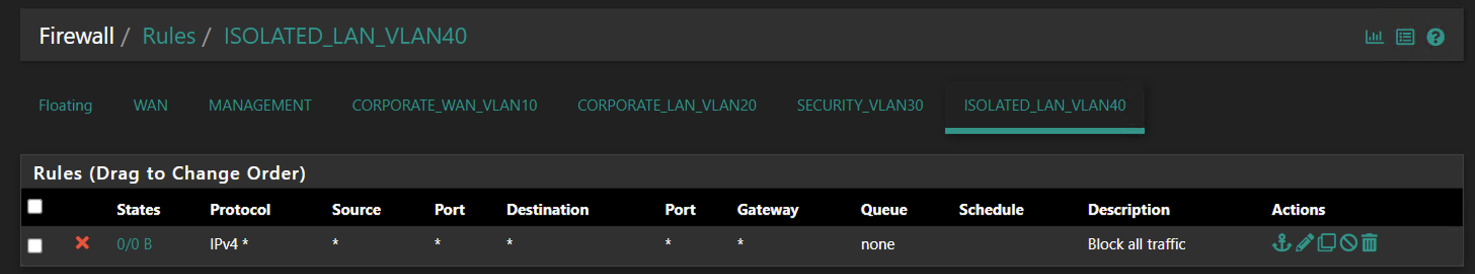 Firewall / Rules / ISOLATED_LAN_VLAN40
Floating WAN MANAGEMENT CORPORATE_WAN_VLAN10 CORPORATE_LAN_VLAN20 SECURITY_VLAN30 ISOLATED_LAN_VLAN40
Rules (Drag to Change Order)
States Protocol Source Port Destination Port Gateway Queue Schedule Description Actions
0/0 B IPv4 * * * * * * none Block all traffic